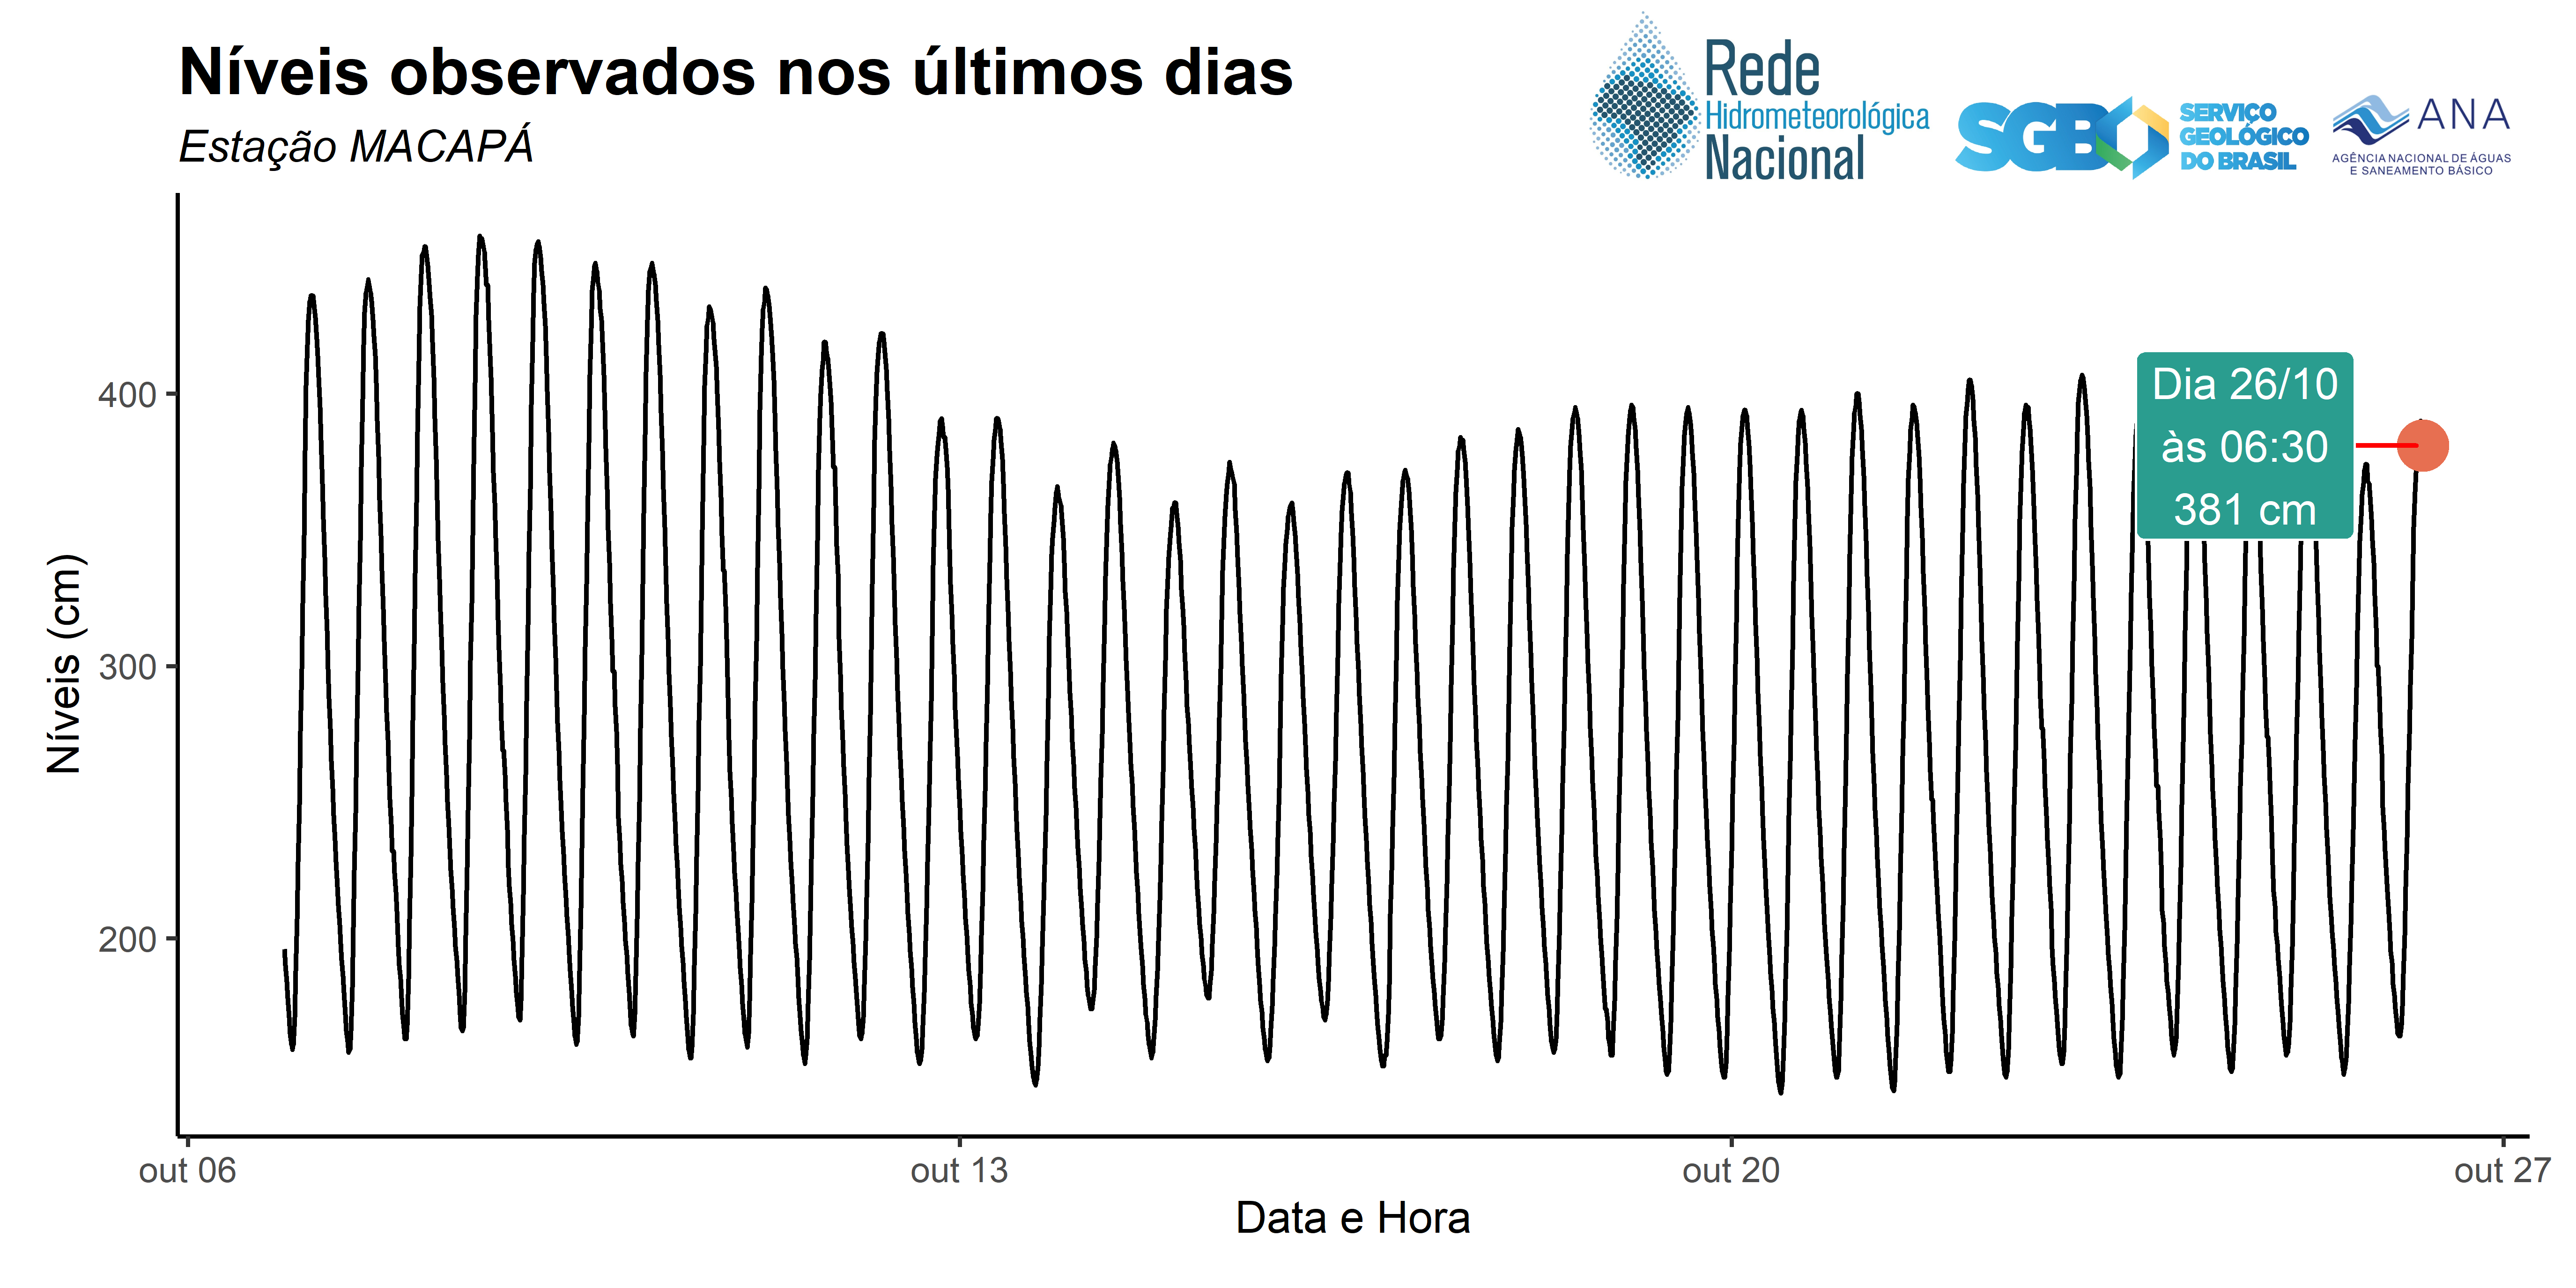 Níveis observados nos últimos dias
Estação MACAPÁ
Rede
Hidrometeorológica
Nacional
SGB
SERVIÇO
GEOLÓGICO
DO BRASIL
ANA
AGÊNCIA NACIONAL DE ÁGUAS
E SANEAMENTO BÁSICO
Níveis (cm)
400
300
200
Dia 26/10
às 06:30
381 cm
out 06
out 13
out 20
out 27
Data e Hora